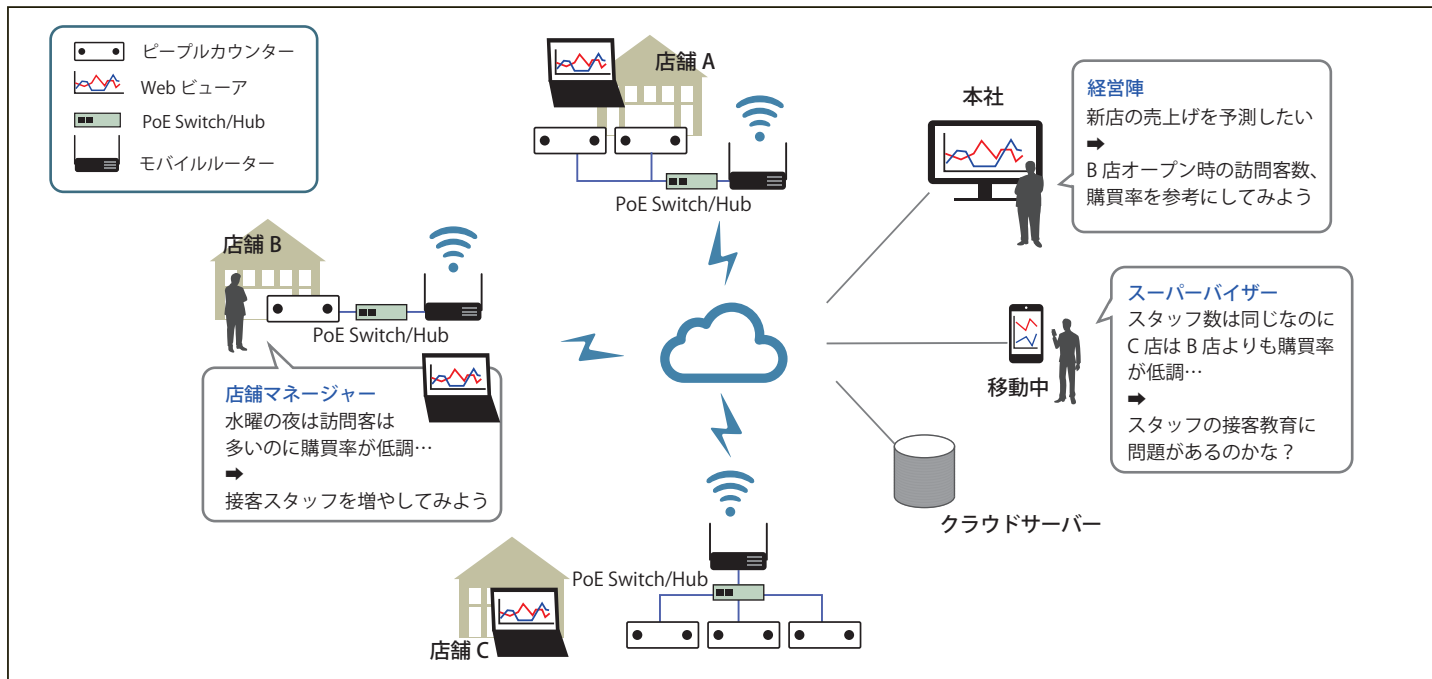 ピープルカウンター
Web ビューア
PoE Switch/Hub
モバイルルーター
店舗 A
PoE Switch/Hub
本社
経営陣
新店の売上げを予測したい
➡
B 店オープン時の訪問客数、
購買率を参考にしてみよう
店舗 B
PoE Switch/Hub
店舗マネージャー
水曜の夜は訪問客は
多いのに購買率が低調…
➡
接客スタッフを増やしてみよう
移動中
スーパーバイザー
スタッフ数は同じなのに
C 店は B 店よりも購買率
が低調…
➡
スタッフの接客教育に
問題があるのかな？
クラウドサーバー
PoE Switch/Hub
店舗 C